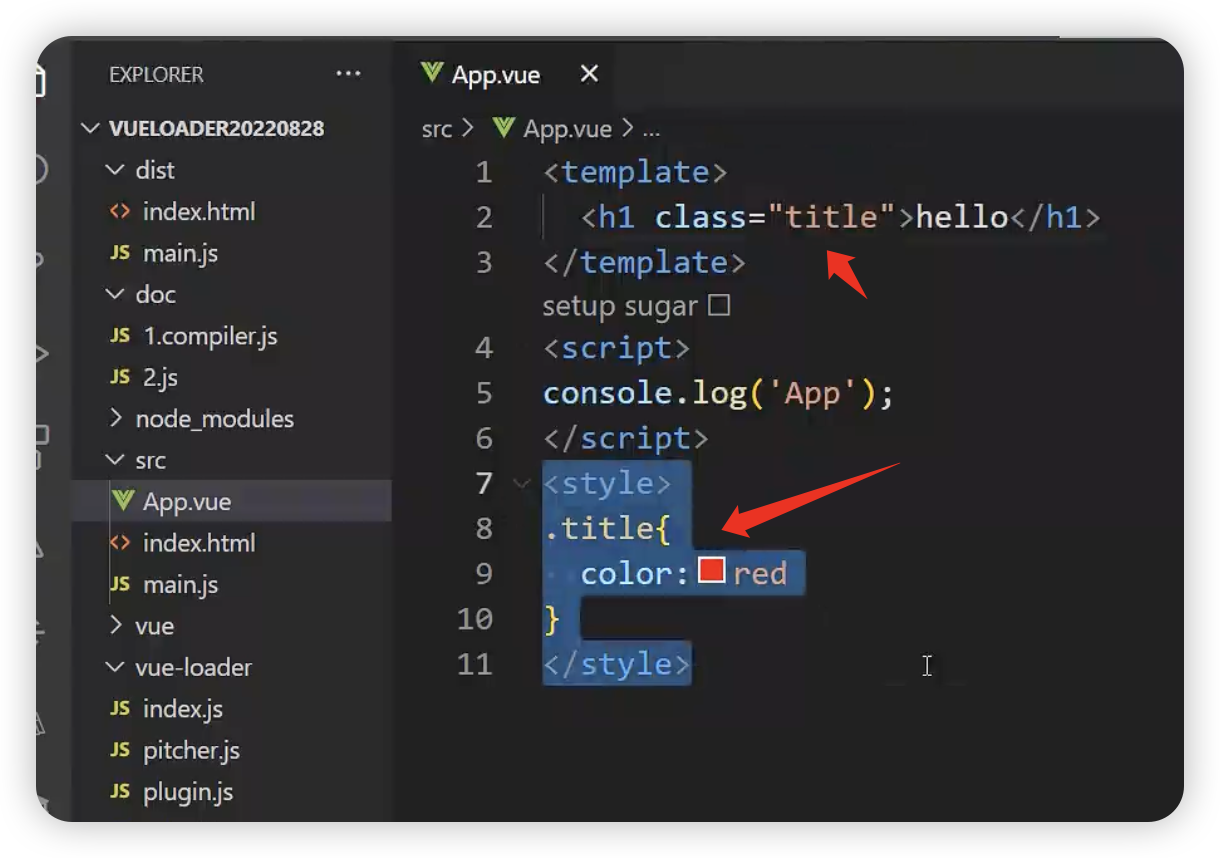 EXPLORER ···
VUELOADER20220828
dist
<> index.html
JS main.js
doc
JS 1.compiler.js
JS 2.js
node_modules
src
App.vue
<> index.html
JS main.js
vue
vue-loader
JS index.js
JS pitcher.js
JS plugin.js
App.vue ×
src > App.vue > ...
1 <template>
2 <h1 class="title">hello</h1>
3 </template>
setup sugar □
4 <script>
5 console.log('App');
6 </script>
7 <style>
8 .title{
9 color:red
10 }
11 </style>